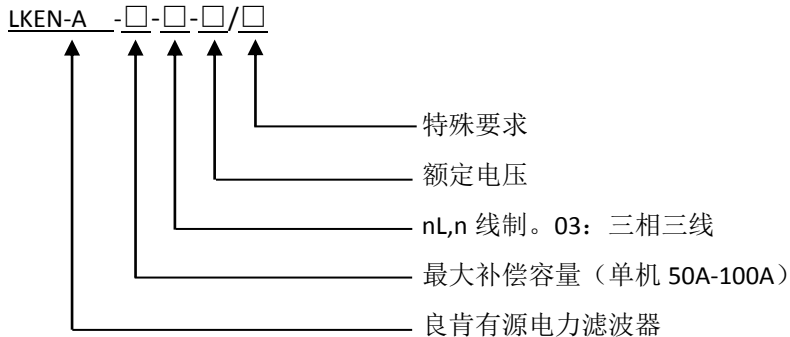 LKEN-A -□-□-□/□
特殊要求
额定电压
nL,n 线制。03：三相三线
最大补偿容量（单机 50A-100A）
良肯有源电力滤波器